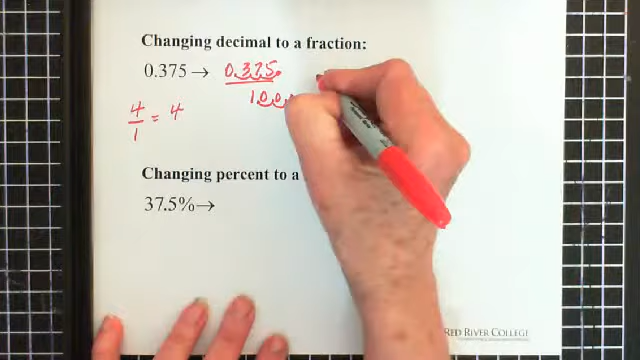 Changing decimal to a fraction:
0.375 → 0.375
100
4/1 = 4
Changing percent to a
37.5% →
RED RIVER COLLEGE